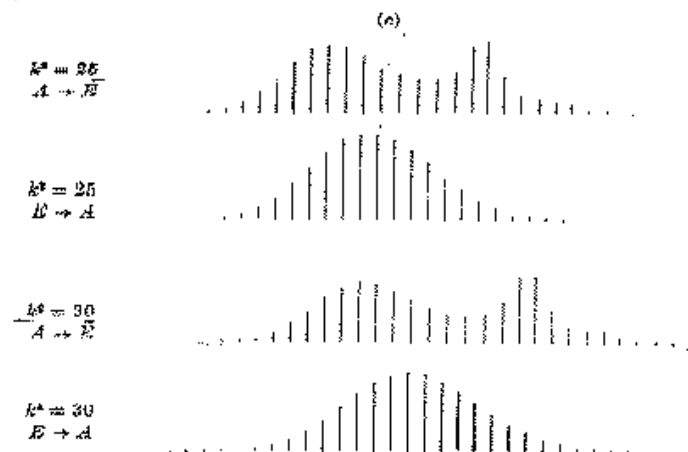 (c)
k² = 25
A → E
k² = 25
E → A
k² = 30
A → E
k² = 30
E → A